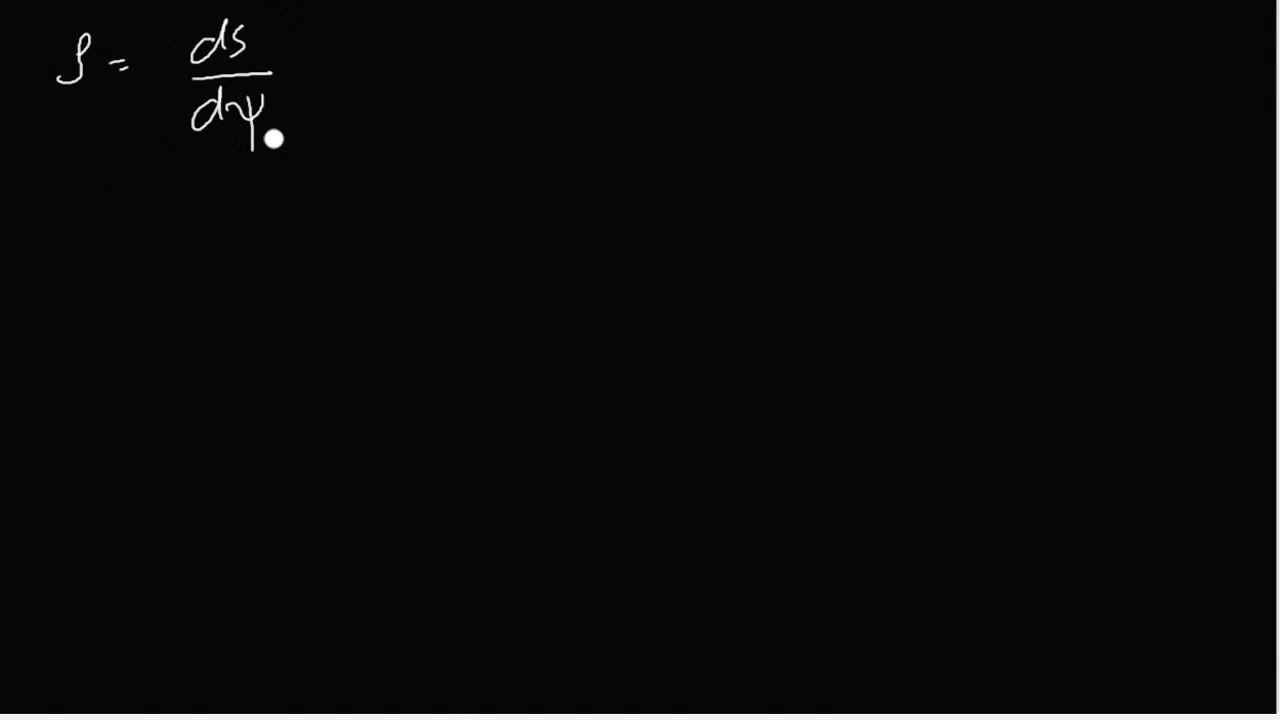 ρ = ds/dψ